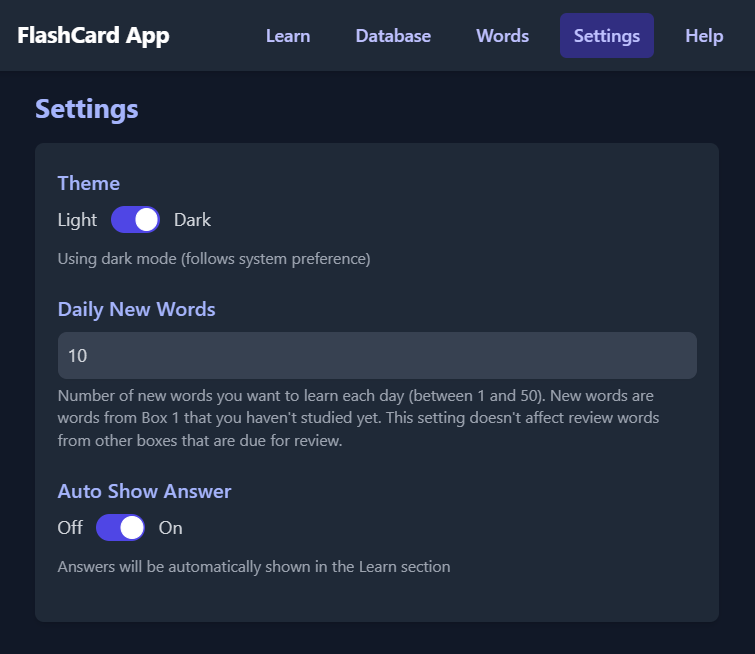 FlashCard App
Learn Database Words Settings Help
Settings
Theme
Light Dark
Using dark mode (follows system preference)
Daily New Words
10
Number of new words you want to learn each day (between 1 and 50). New words are
words from Box 1 that you haven't studied yet. This setting doesn't affect review words
from other boxes that are due for review.
Auto Show Answer
Off On
Answers will be automatically shown in the Learn section